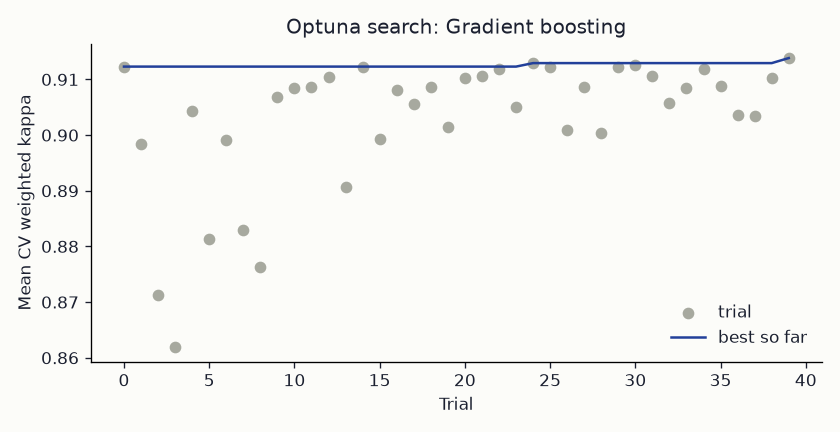 Optuna search: Gradient boosting
Mean CV weighted kappa
0.91
0.90
0.89
0.88
0.87
0.86
trial
best so far
0 5 10 15 20 25 30 35 40
Trial